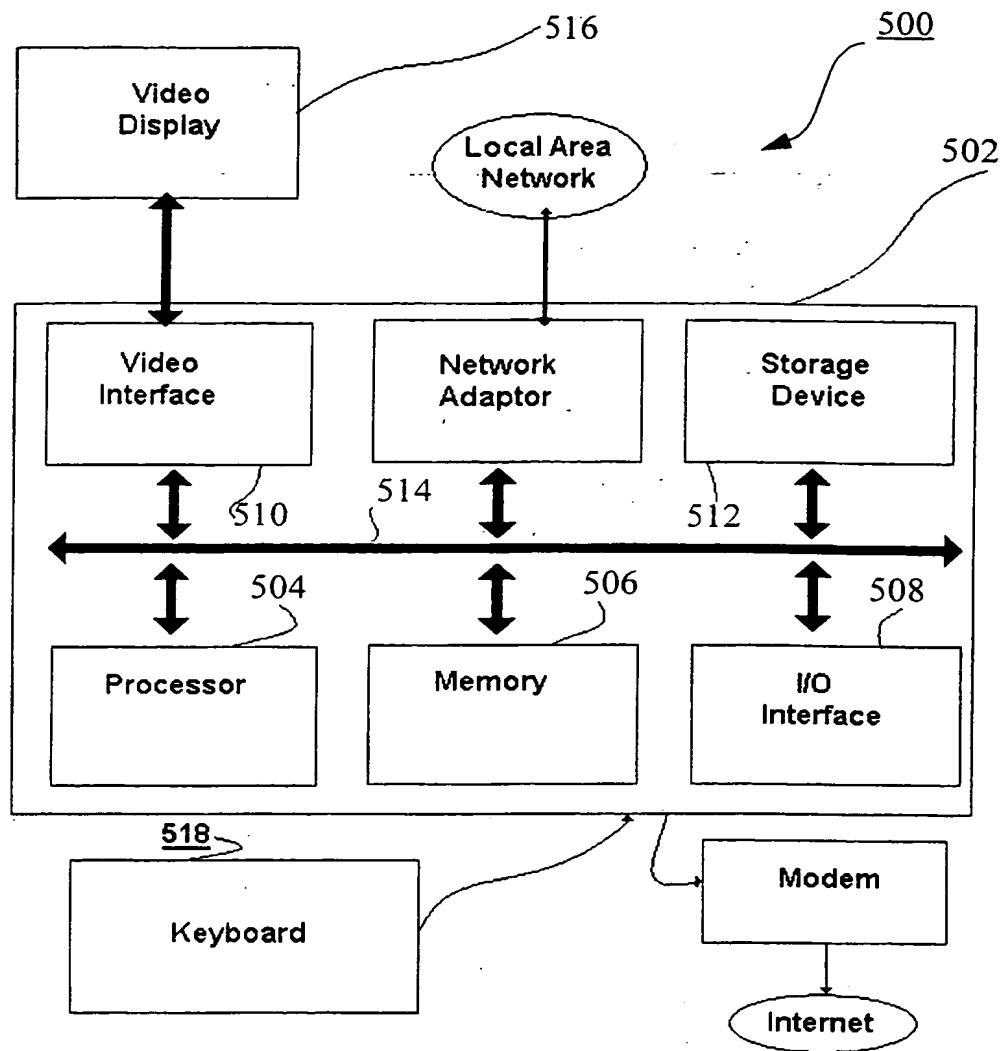 516
500
Video
Display
Local Area
Network
502
Video
Interface
Network
Adaptor
Storage
Device
510
514
512
504
506
508
Processor
Memory
I/O
Interface
518
Keyboard
Modem
Internet